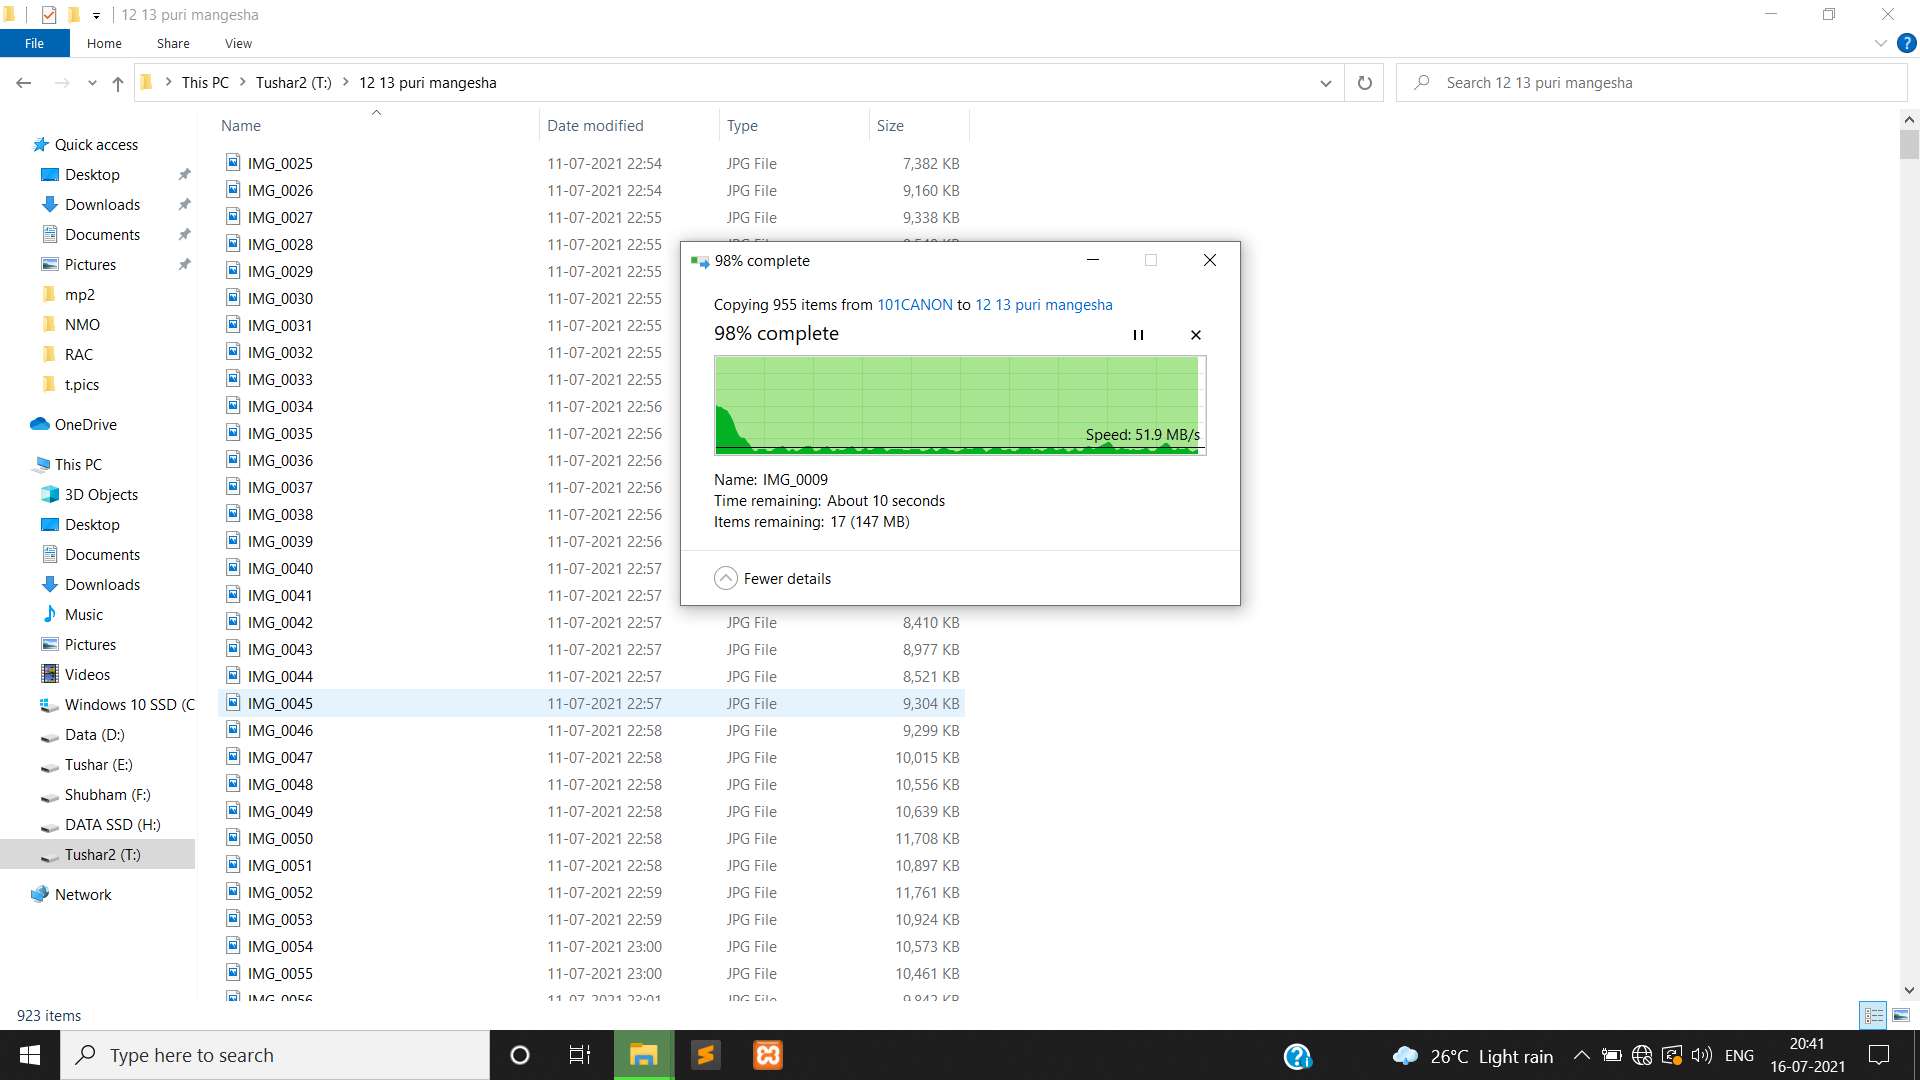 12 13 puri mangesha
File Home Share View
This PC Tushar2 (T:) 12 13 puri mangesha
Search 12 13 puri mangesha
Name Date modified Type Size
Quick access
Desktop
Downloads
Documents
Pictures
mp2
NMO
RAC
t.pics
OneDrive
This PC
3D Objects
Desktop
Documents
Downloads
Music
Pictures
Videos
Windows 10 SSD (C
Data (D:)
Tushar (E:)
Shubham (F:)
DATA SSD (H:)
Tushar2 (T:)
Network
IMG_0025 11-07-2021 22:54 JPG File 7,382 KB
IMG_0026 11-07-2021 22:54 JPG File 9,160 KB
IMG_0027 11-07-2021 22:55 JPG File 9,338 KB
IMG_0028 11-07-2021 22:55
IMG_0029 11-07-2021 22:55
IMG_0030 11-07-2021 22:55
IMG_0031 11-07-2021 22:55
IMG_0032 11-07-2021 22:55
IMG_0033 11-07-2021 22:55
IMG_0034 11-07-2021 22:56
IMG_0035 11-07-2021 22:56
IMG_0036 11-07-2021 22:56
IMG_0037 11-07-2021 22:56
IMG_0038 11-07-2021 22:56
IMG_0039 11-07-2021 22:56
IMG_0040 11-07-2021 22:57
IMG_0041 11-07-2021 22:57
IMG_0042 11-07-2021 22:57 JPG File 8,410 KB
IMG_0043 11-07-2021 22:57 JPG File 8,977 KB
IMG_0044 11-07-2021 22:57 JPG File 8,521 KB
IMG_0045 11-07-2021 22:57 JPG File 9,304 KB
IMG_0046 11-07-2021 22:58 JPG File 9,299 KB
IMG_0047 11-07-2021 22:58 JPG File 10,015 KB
IMG_0048 11-07-2021 22:58 JPG File 10,556 KB
IMG_0049 11-07-2021 22:58 JPG File 10,639 KB
IMG_0050 11-07-2021 22:58 JPG File 11,708 KB
IMG_0051 11-07-2021 22:58 JPG File 10,897 KB
IMG_0052 11-07-2021 22:59 JPG File 11,761 KB
IMG_0053 11-07-2021 22:59 JPG File 10,924 KB
IMG_0054 11-07-2021 23:00 JPG File 10,573 KB
IMG_0055 11-07-2021 23:00 JPG File 10,461 KB
IMG_0056 11-07-2021 23:01 JPG File 9,842 KB
98% complete
Copying 955 items from 101CANON to 12 13 puri mangesha
98% complete
Speed: 51.9 MB/s
Name: IMG_0009
Time remaining: About 10 seconds
Items remaining: 17 (147 MB)
Fewer details
923 items
Type here to search
26°C Light rain
ENG
20:41
16-07-2021